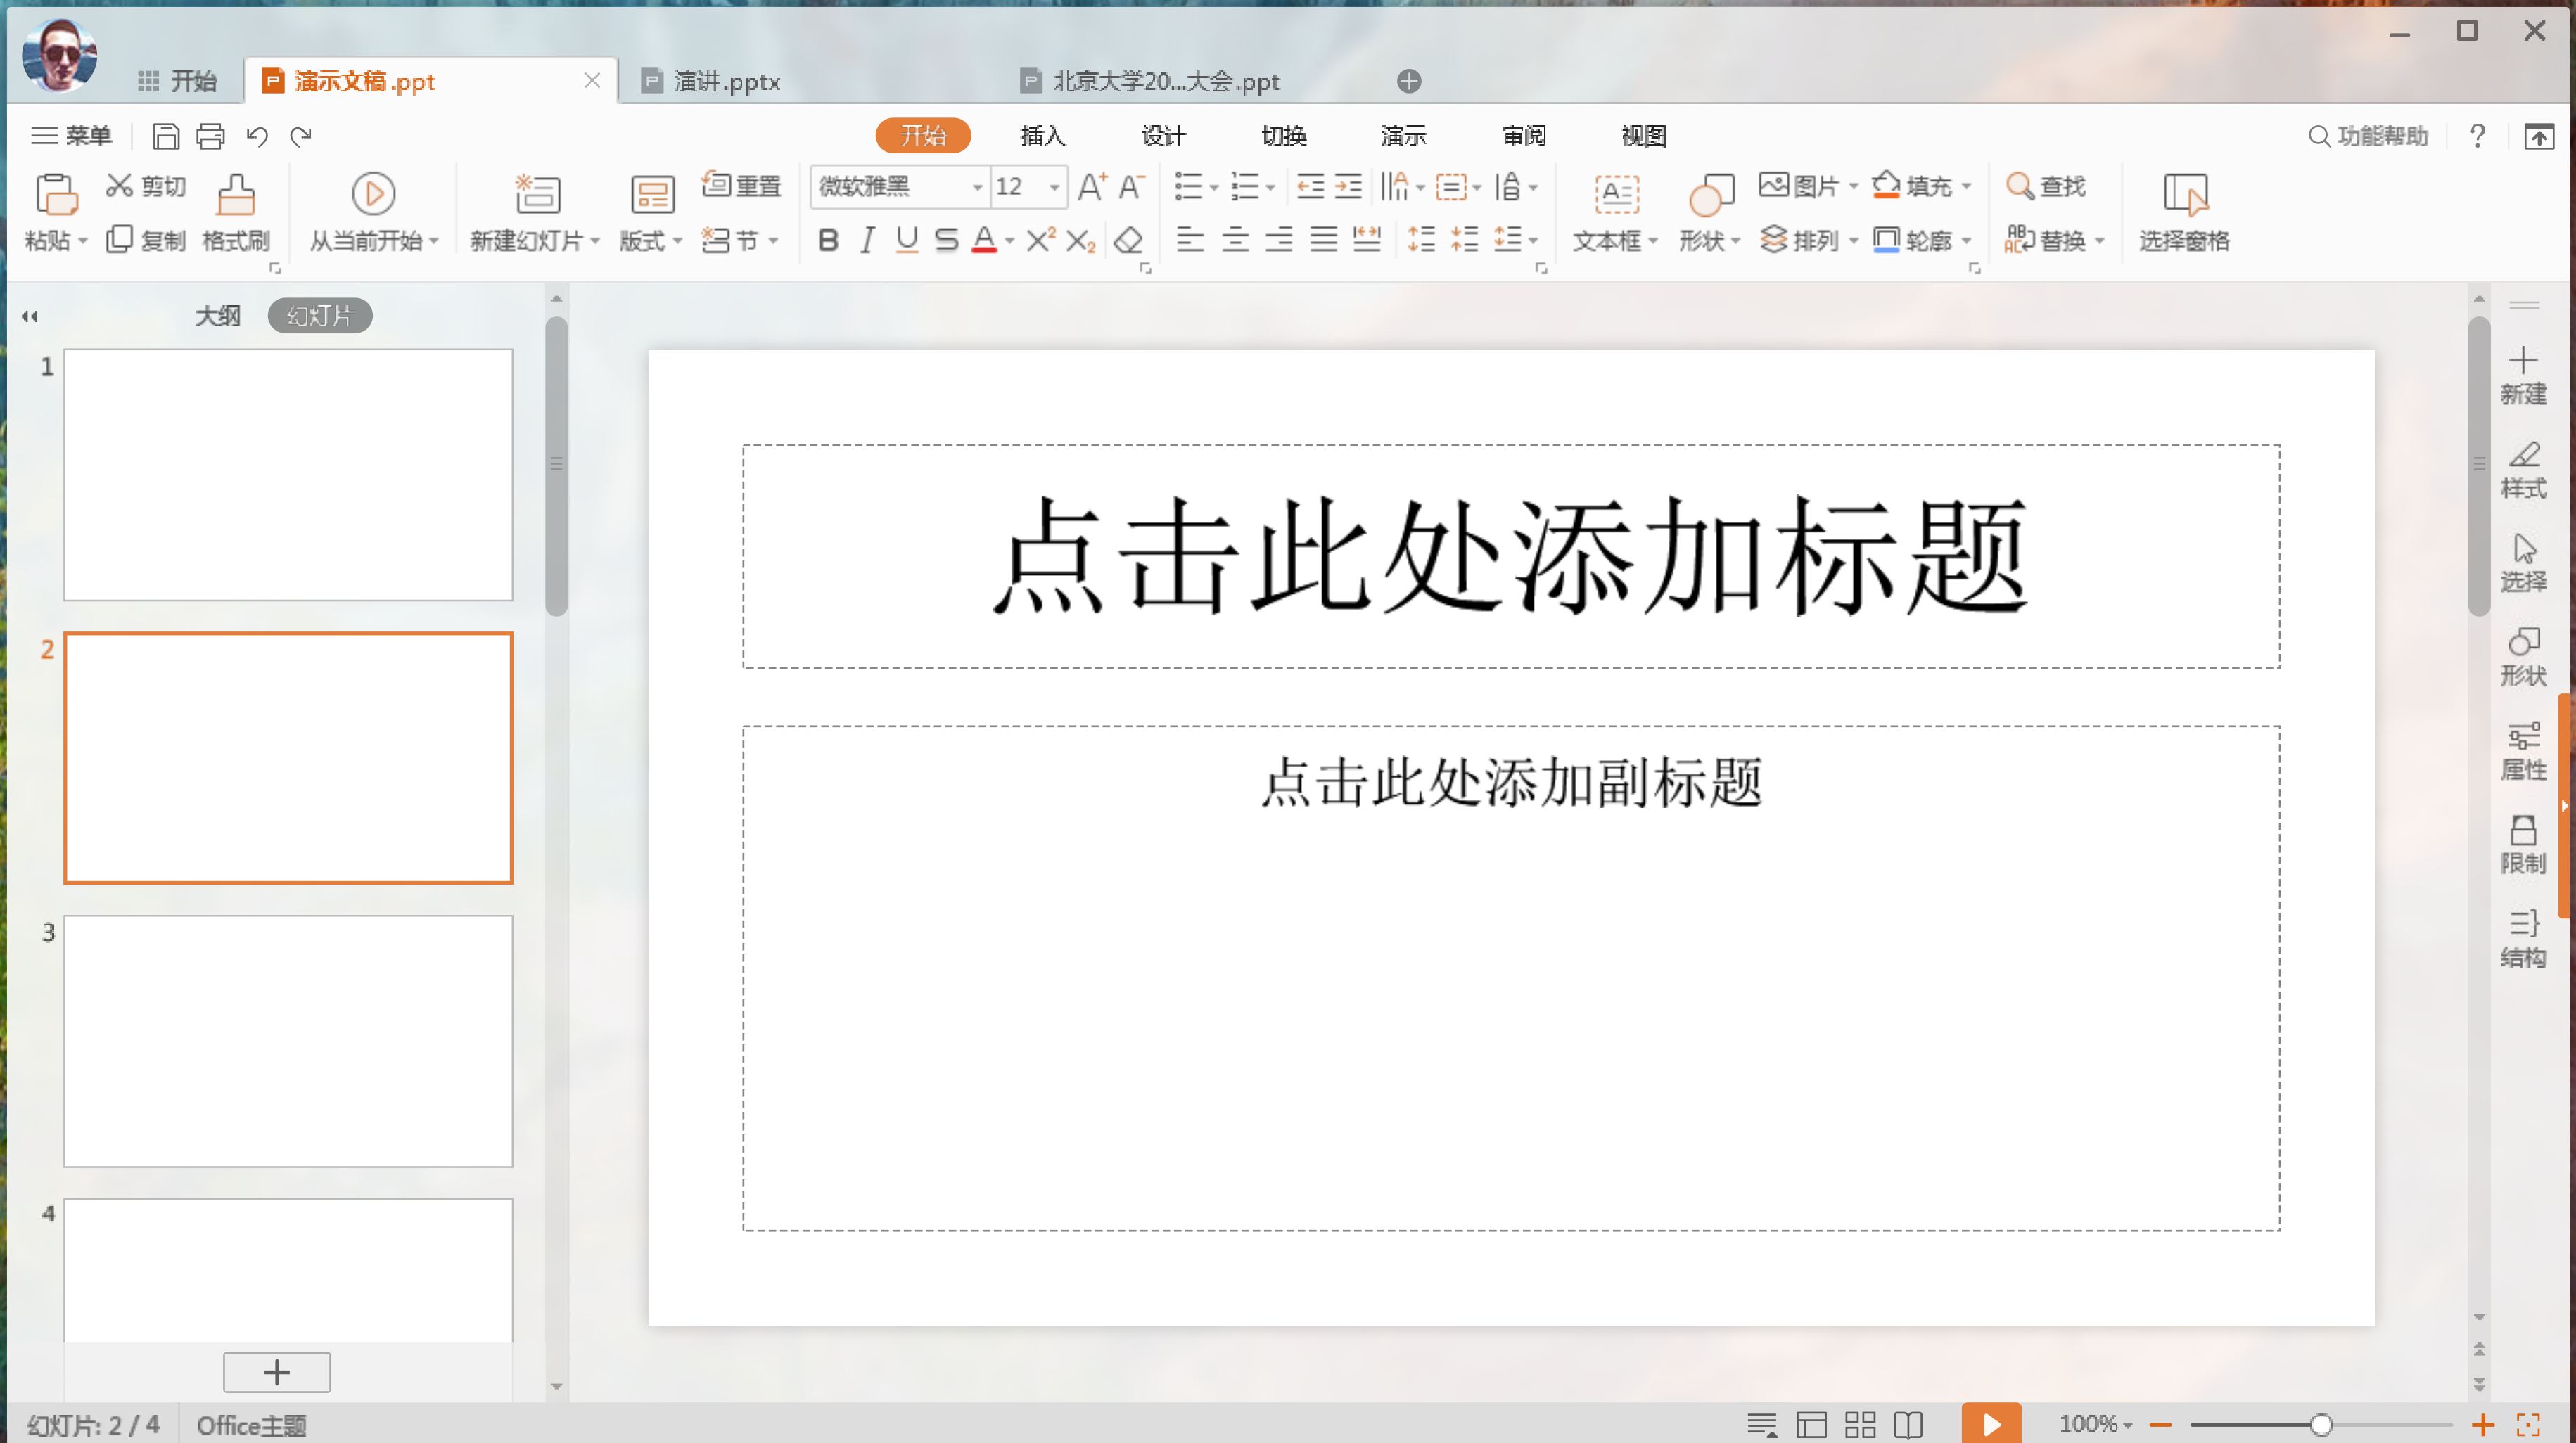 开始 演示文稿.ppt 演讲.pptx 北京大学20...大会.ppt
菜单 开始 插入 设计 切换 演示 审阅 视图 功能帮助 ?
粘贴 剪切 复制 格式刷 从当前开始 新建幻灯片 版式 重置 节 微软雅黑 12 文本框 形状 图片 排列 填充 轮廓 查找 替换 选择窗格
大纲 幻灯片
1
2
3
4
点击此处添加标题
点击此处添加副标题
新建
样式
选择
形状
属性
限制
结构
幻灯片: 2 / 4 Office主题 100%